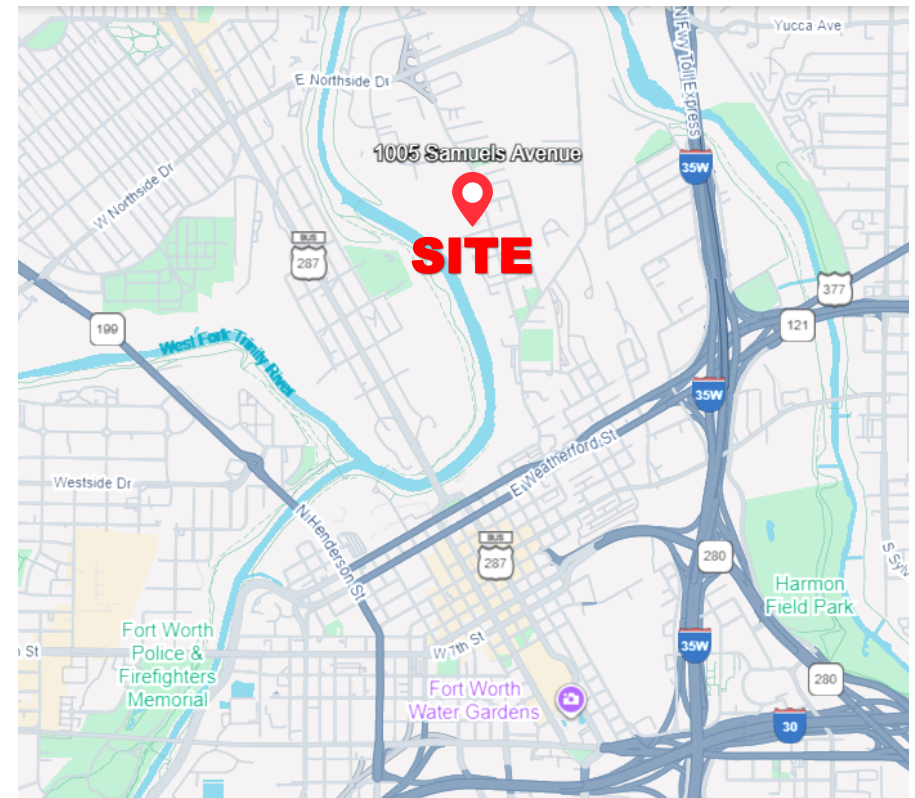 Yucca Ave
N Fwy Toll Express
E Northside Dr
1005 Samuels Avenue
35W
W Northside Dr
SITE
BUS
287
377
199
121
West Fork Trinity River
35W
E Weatherford St
Westside Dr
N Henderson St
BUS
287
280
Harmon
Field Park
Fort Worth
Police &
Firefighters
Memorial
W 7th St
35W
St
280
Fort Worth
Water Gardens
30